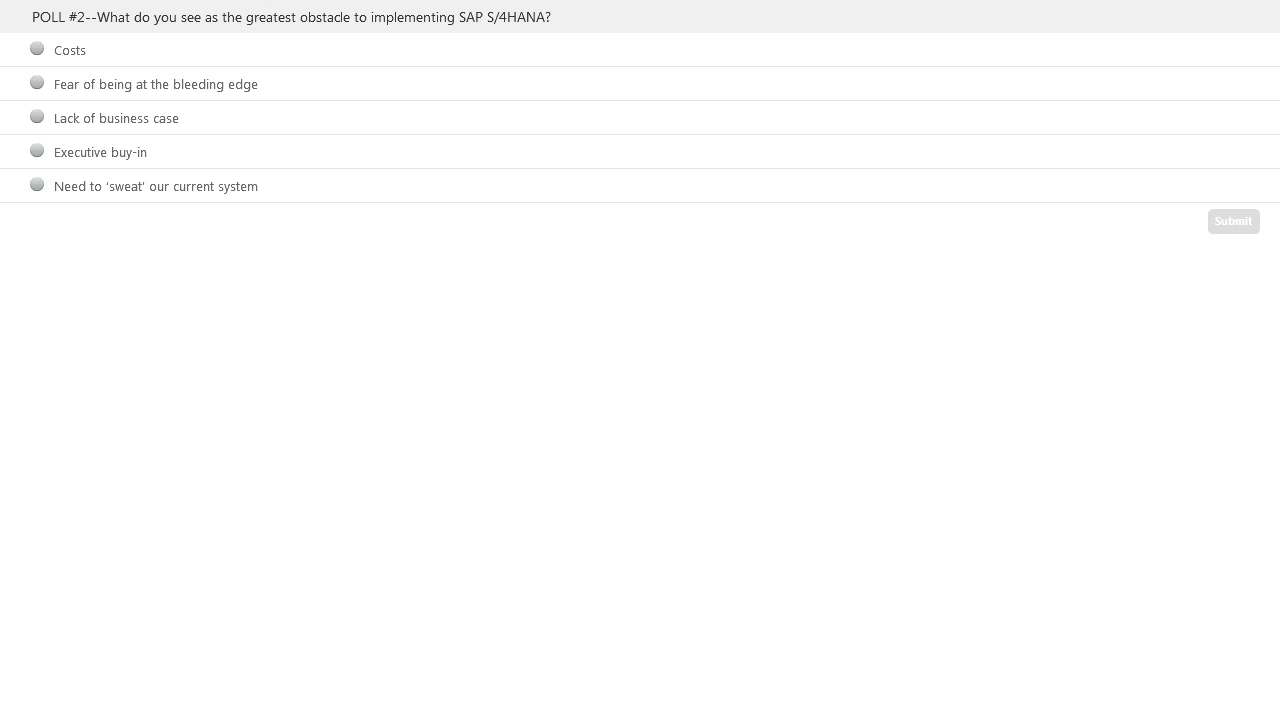 POLL #2--What do you see as the greatest obstacle to implementing SAP S/4HANA?
Costs
Fear of being at the bleeding edge
Lack of business case
Executive buy-in
Need to ‘sweat’ our current system
Submit